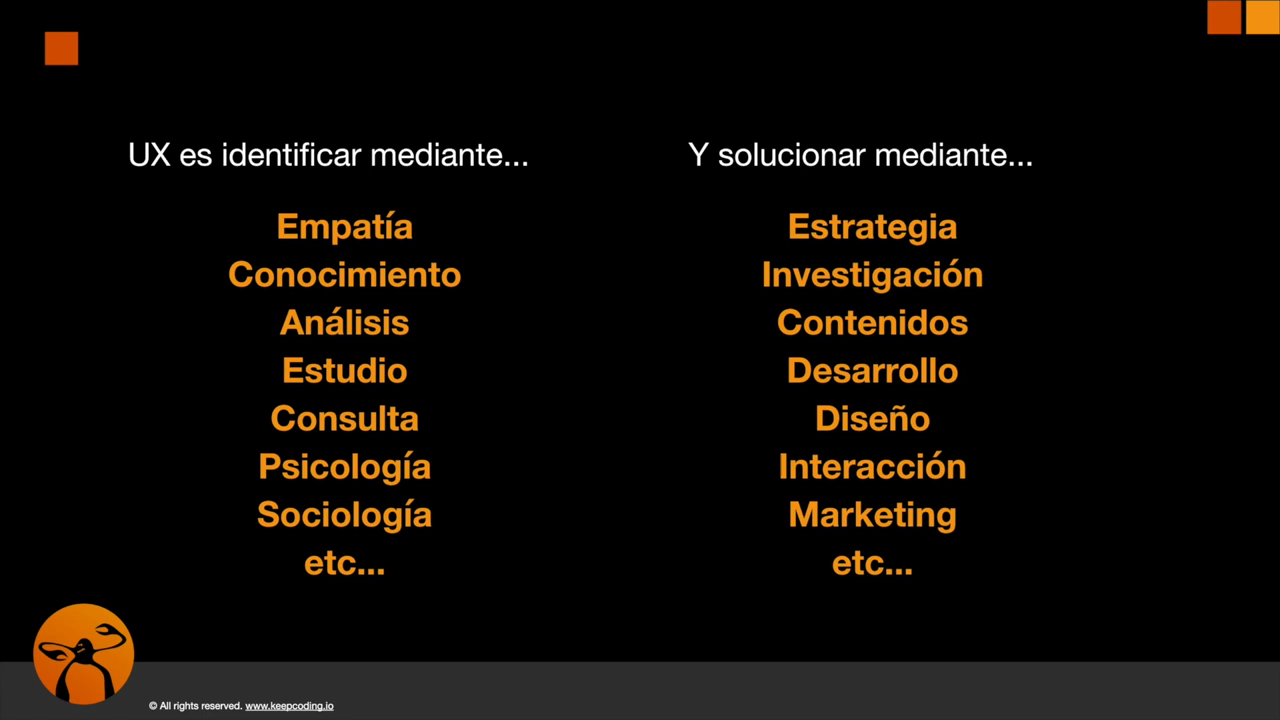 UX es identificar mediante...
Empatía
Conocimiento
Análisis
Estudio
Consulta
Psicología
Sociología
etc...
Y solucionar mediante...
Estrategia
Investigación
Contenidos
Desarrollo
Diseño
Interacción
Marketing
etc...
© All rights reserved. www.keepcoding.io